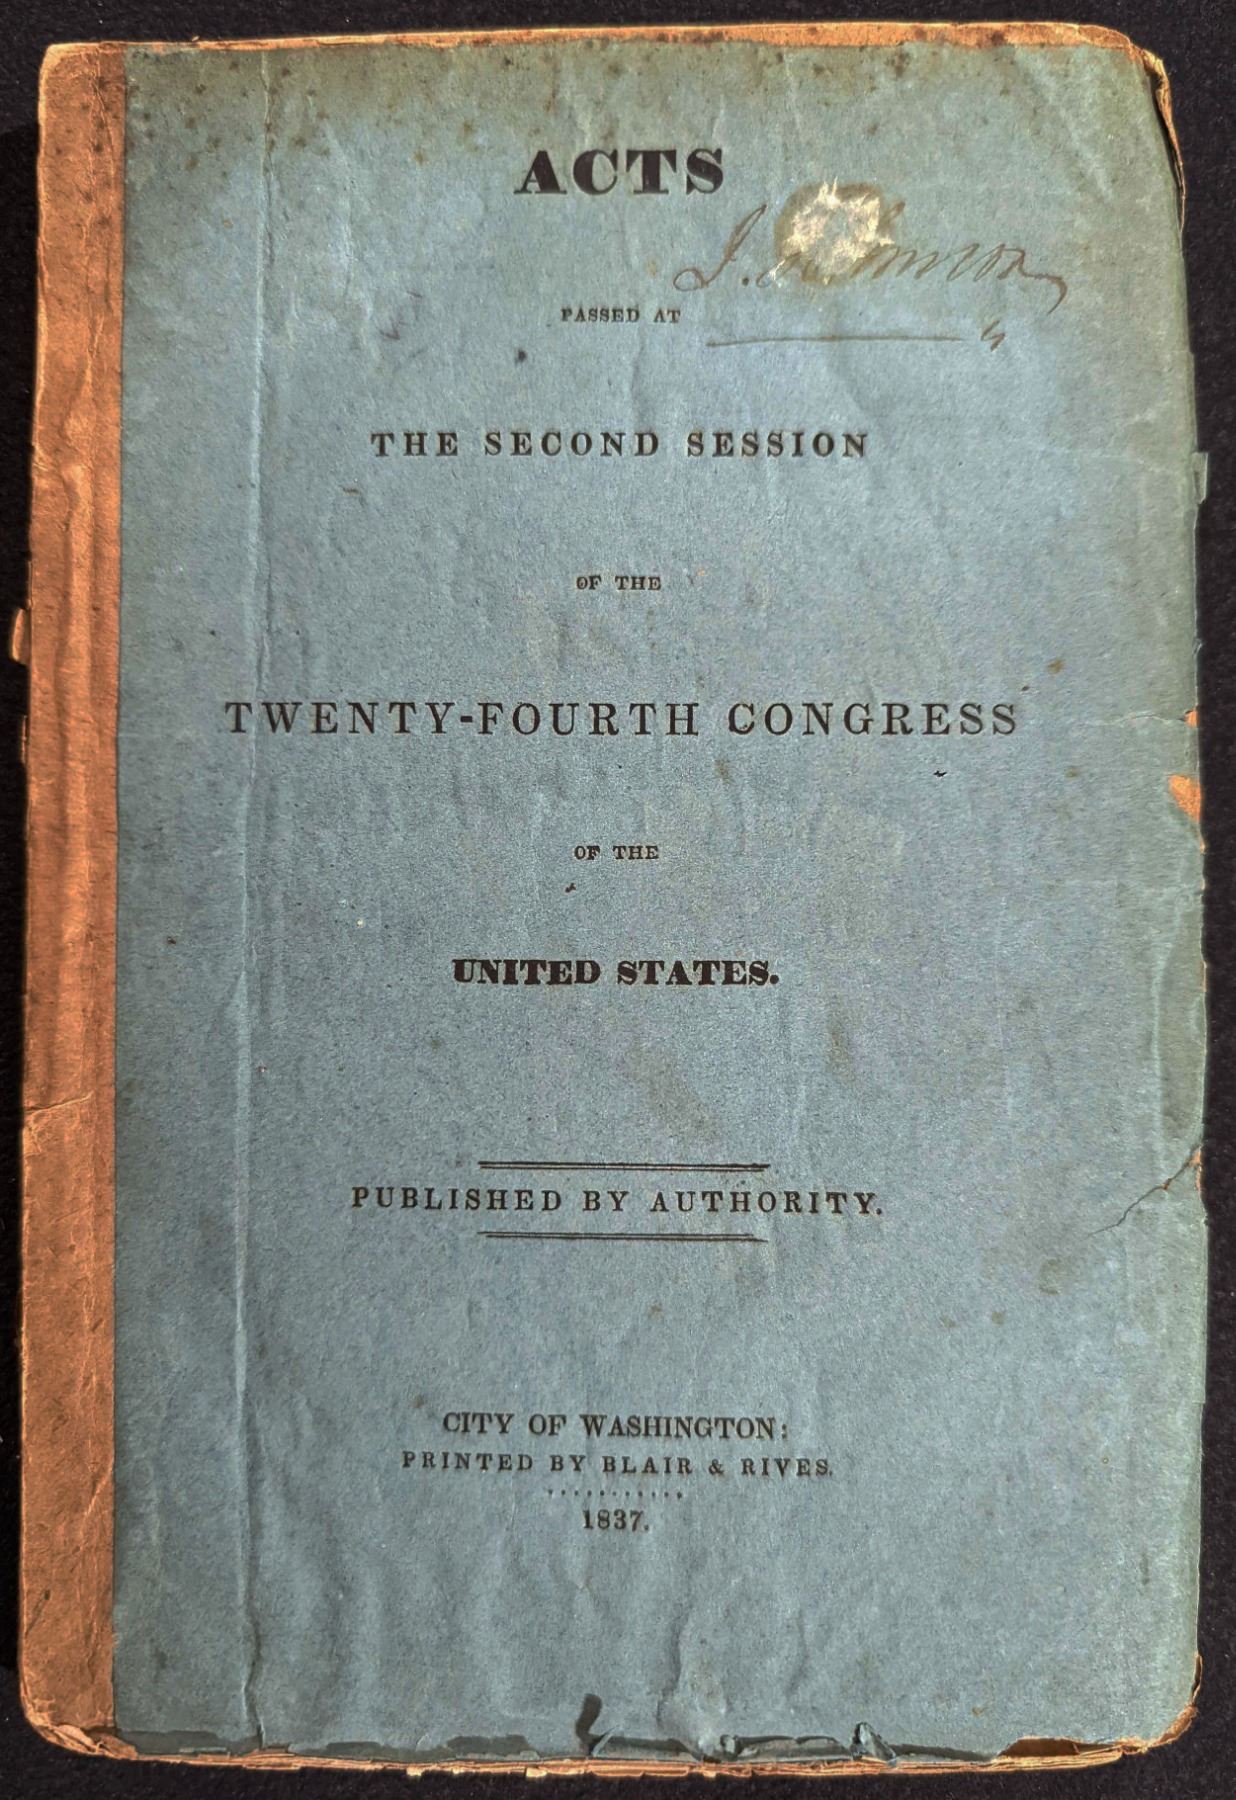 ACTS
J.
PASSED AT
THE SECOND SESSION
OF THE
TWENTY-FOURTH CONGRESS
OF THE
UNITED STATES.
PUBLISHED BY AUTHORITY.
CITY OF WASHINGTON:
PRINTED BY BLAIR & RIVES.
1837.